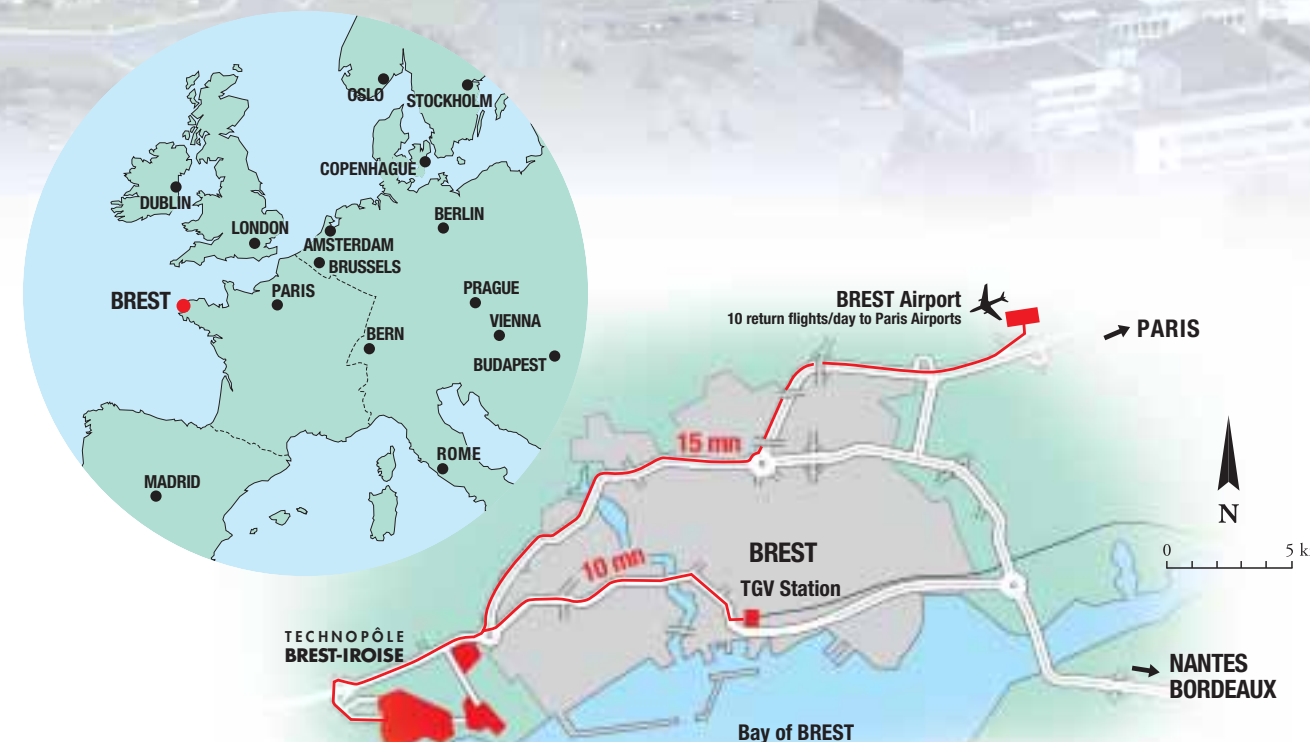 OSLO
STOCKHOLM
COPENHAGUE
DUBLIN
BERLIN
LONDON
AMSTERDAM
BRUSSELS
BREST
PARIS
PRAGUE
VIENNA
BERN
BUDAPEST
ROME
MADRID
BREST Airport
10 return flights/day to Paris Airports
PARIS
15 mn
N
0 5 k
BREST
10 mn
TGV Station
TECHNOPÔLE
BREST-IROISE
NANTES
BORDEAUX
Bay of BREST